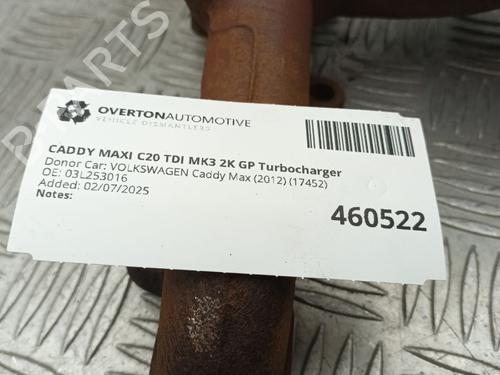 OVERTONAUTOMOTIVE
VEHICLE DISMANTLERS
CADDY MAXI C20 TDI MK3 2K GP Turbocharger
Donor Car: VOLKSWAGEN Caddy Max (2012) (17452)
OE: 03L253016
Added: 02/07/2025
Notes:
460522
PARTS